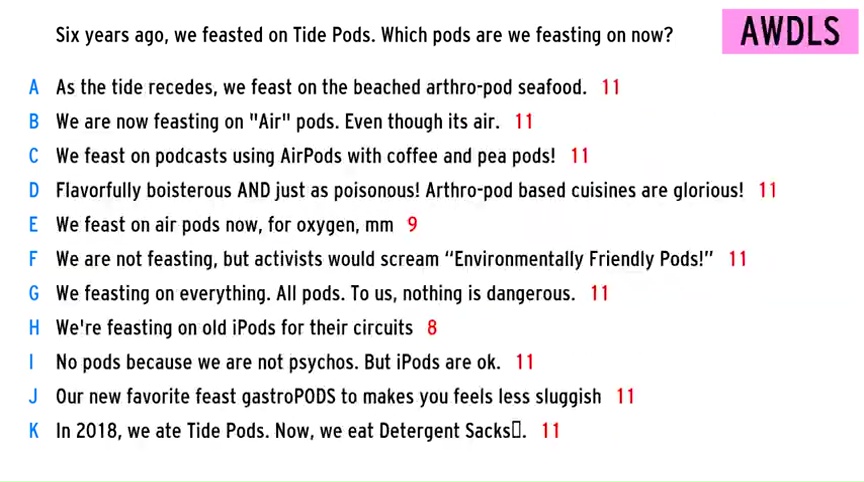 Six years ago, we feasted on Tide Pods. Which pods are we feasting on now?
AWDLS
A As the tide recedes, we feast on the beached arthro-pod seafood. 11
B We are now feasting on "Air" pods. Even though its air. 11
C We feast on podcasts using AirPods with coffee and pea pods! 11
D Flavorfully boisterous AND just as poisonous! Arthro-pod based cuisines are glorious! 11
E We feast on air pods now, for oxygen, mm 9
F We are not feasting, but activists would scream “Environmentally Friendly Pods!” 11
G We feasting on everything. All pods. To us, nothing is dangerous. 11
H We're feasting on old iPods for their circuits 8
I No pods because we are not psychos. But iPods are ok. 11
J Our new favorite feast gastroPODS to makes you feels less sluggish 11
K In 2018, we ate Tide Pods. Now, we eat Detergent Sacks▯. 11